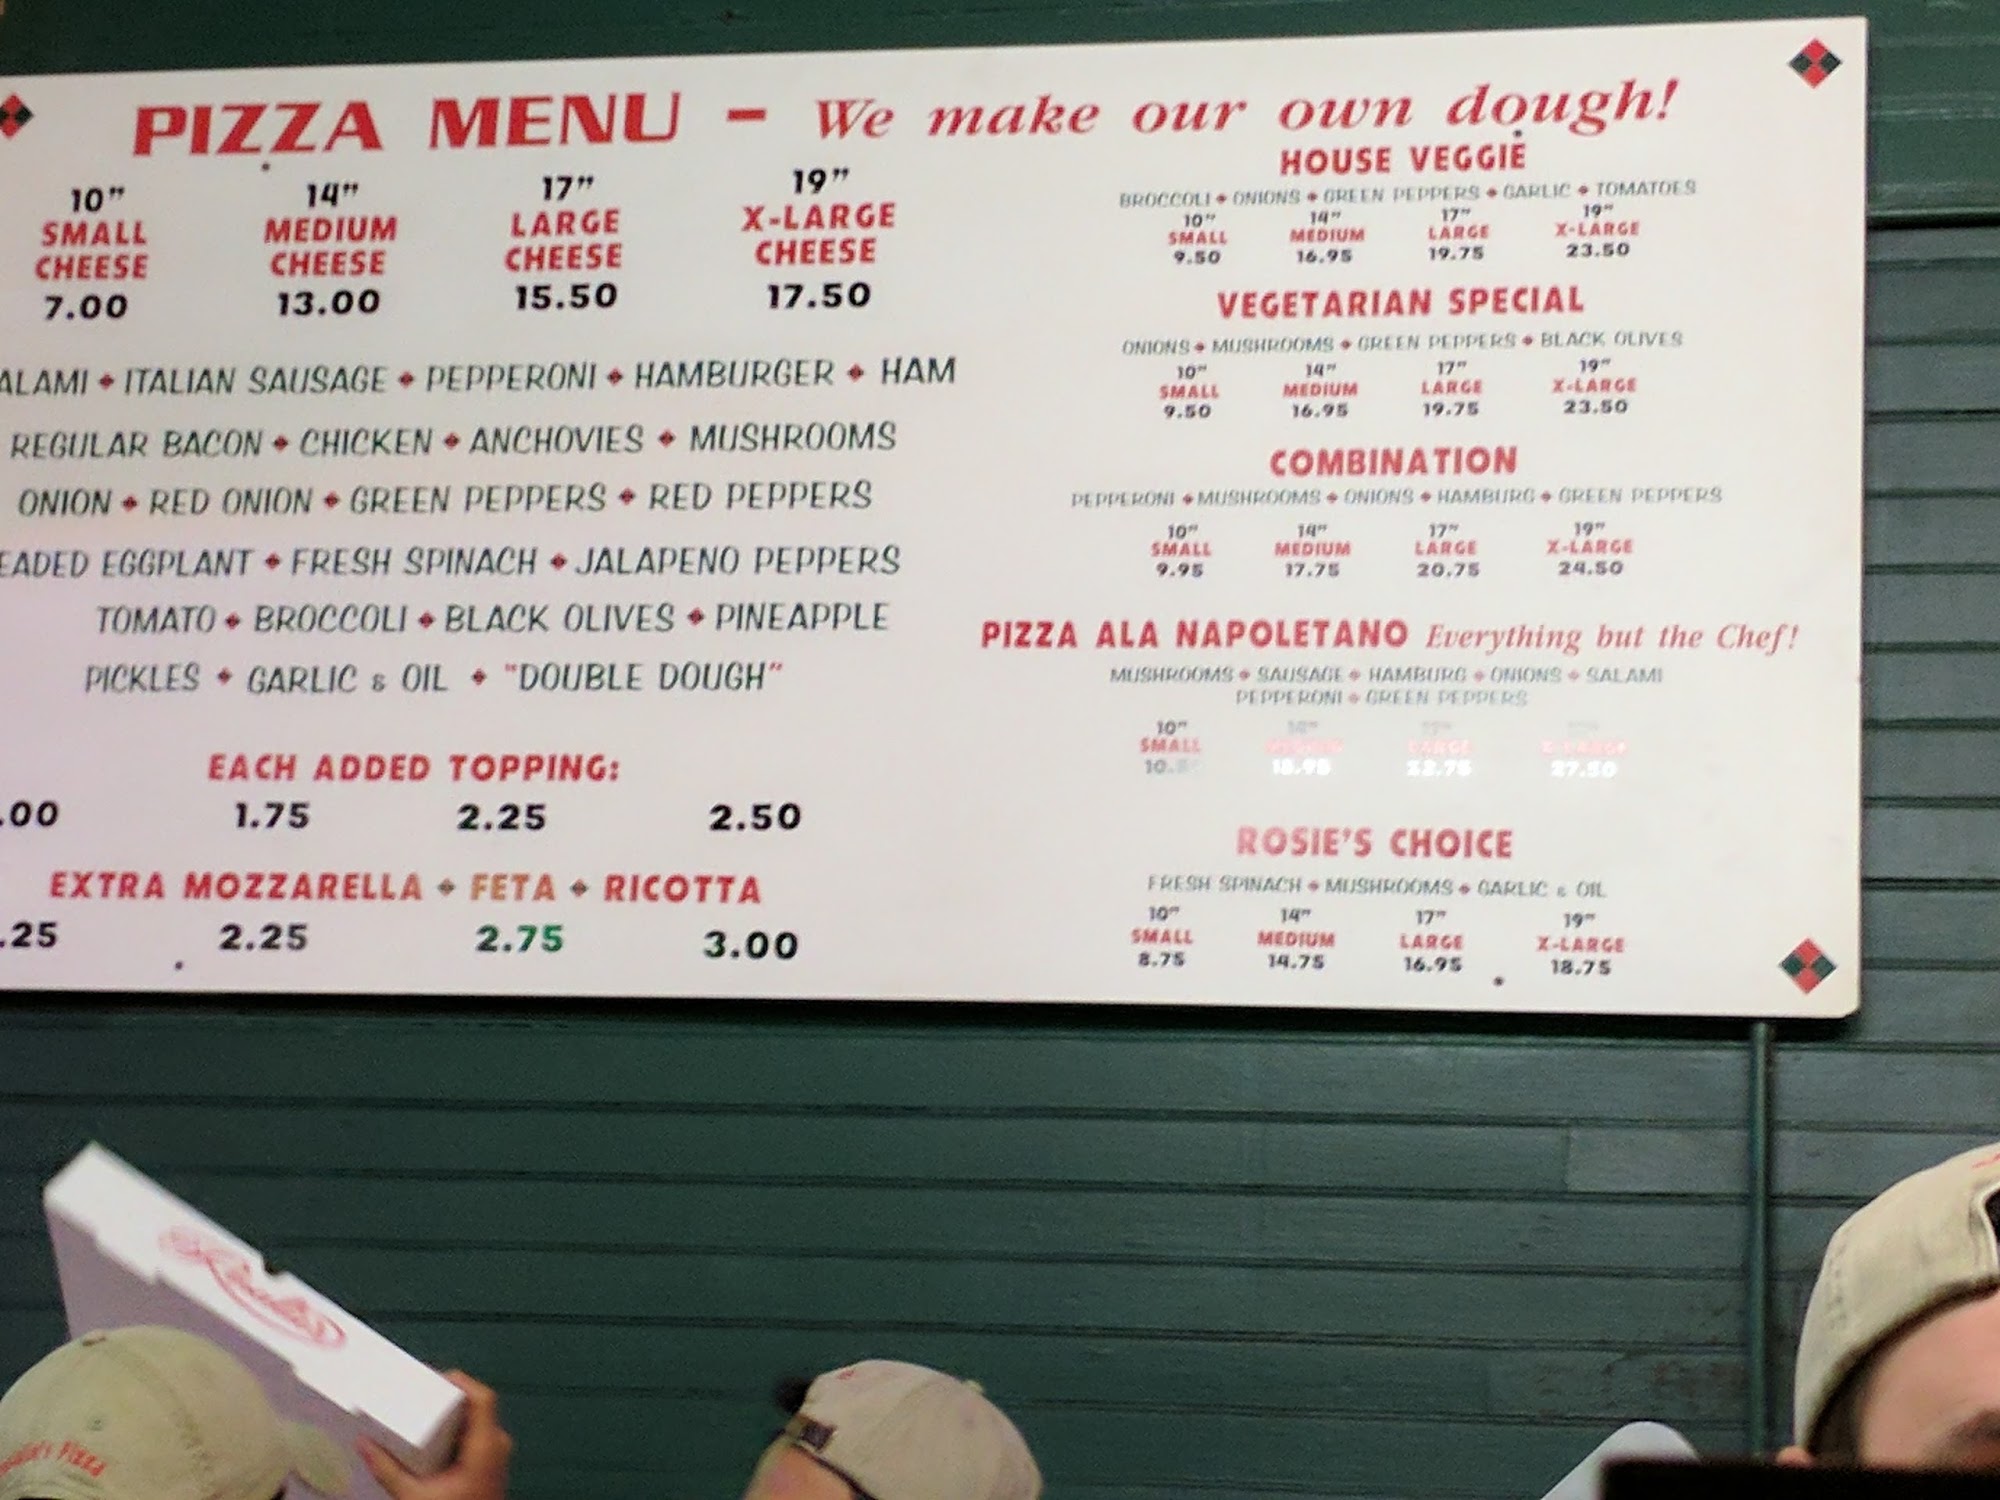 PIZZA MENU - We make our own dough!
10" 14" 17" 19"
SMALL MEDIUM LARGE X-LARGE
CHEESE CHEESE CHEESE CHEESE
7.00 13.00 15.50 17.50
ALAMI ITALIAN SAUSAGE PEPPERONI HAMBURGER HAM
REGULAR BACON CHICKEN ANCHOVIES MUSHROOMS
ONION RED ONION GREEN PEPPERS RED PEPPERS
EADED EGGPLANT FRESH SPINACH JALAPENO PEPPERS
TOMATO BROCCOLI BLACK OLIVES PINEAPPLE
PICKLES GARLIC & OIL "DOUBLE DOUGH"
EACH ADDED TOPPING:
.00 1.75 2.25 2.50
EXTRA MOZZARELLA FETA RICOTTA
.25 2.25 2.75 3.00
HOUSE VEGGIE
BROCCOLI ONIONS GREEN PEPPERS GARLIC TOMATOES
10" 14" 17" 19"
SMALL MEDIUM LARGE X-LARGE
9.50 16.95 19.75 23.50
VEGETARIAN SPECIAL
ONIONS MUSHROOMS GREEN PEPPERS BLACK OLIVES
10" 14" 17" 19"
SMALL MEDIUM LARGE X-LARGE
9.50 16.95 19.75 23.50
COMBINATION
PEPPERONI MUSHROOMS ONIONS HAMBURG GREEN PEPPERS
10" 14" 17" 19"
SMALL MEDIUM LARGE X-LARGE
9.95 17.75 20.75 24.50
PIZZA ALA NAPOLETANO Everything but the Chef!
MUSHROOMS SAUSAGE HAMBURG ONIONS SALAMI
PEPPERONI GREEN PEPPERS
10"
SMALL MEDIUM LARGE X-LARGE
27.50
ROSIE'S CHOICE
FRESH SPINACH MUSHROOMS GARLIC & OIL
10" 14" 17" 19"
SMALL MEDIUM LARGE X-LARGE
8.75 14.75 16.95 18.75
Pizza